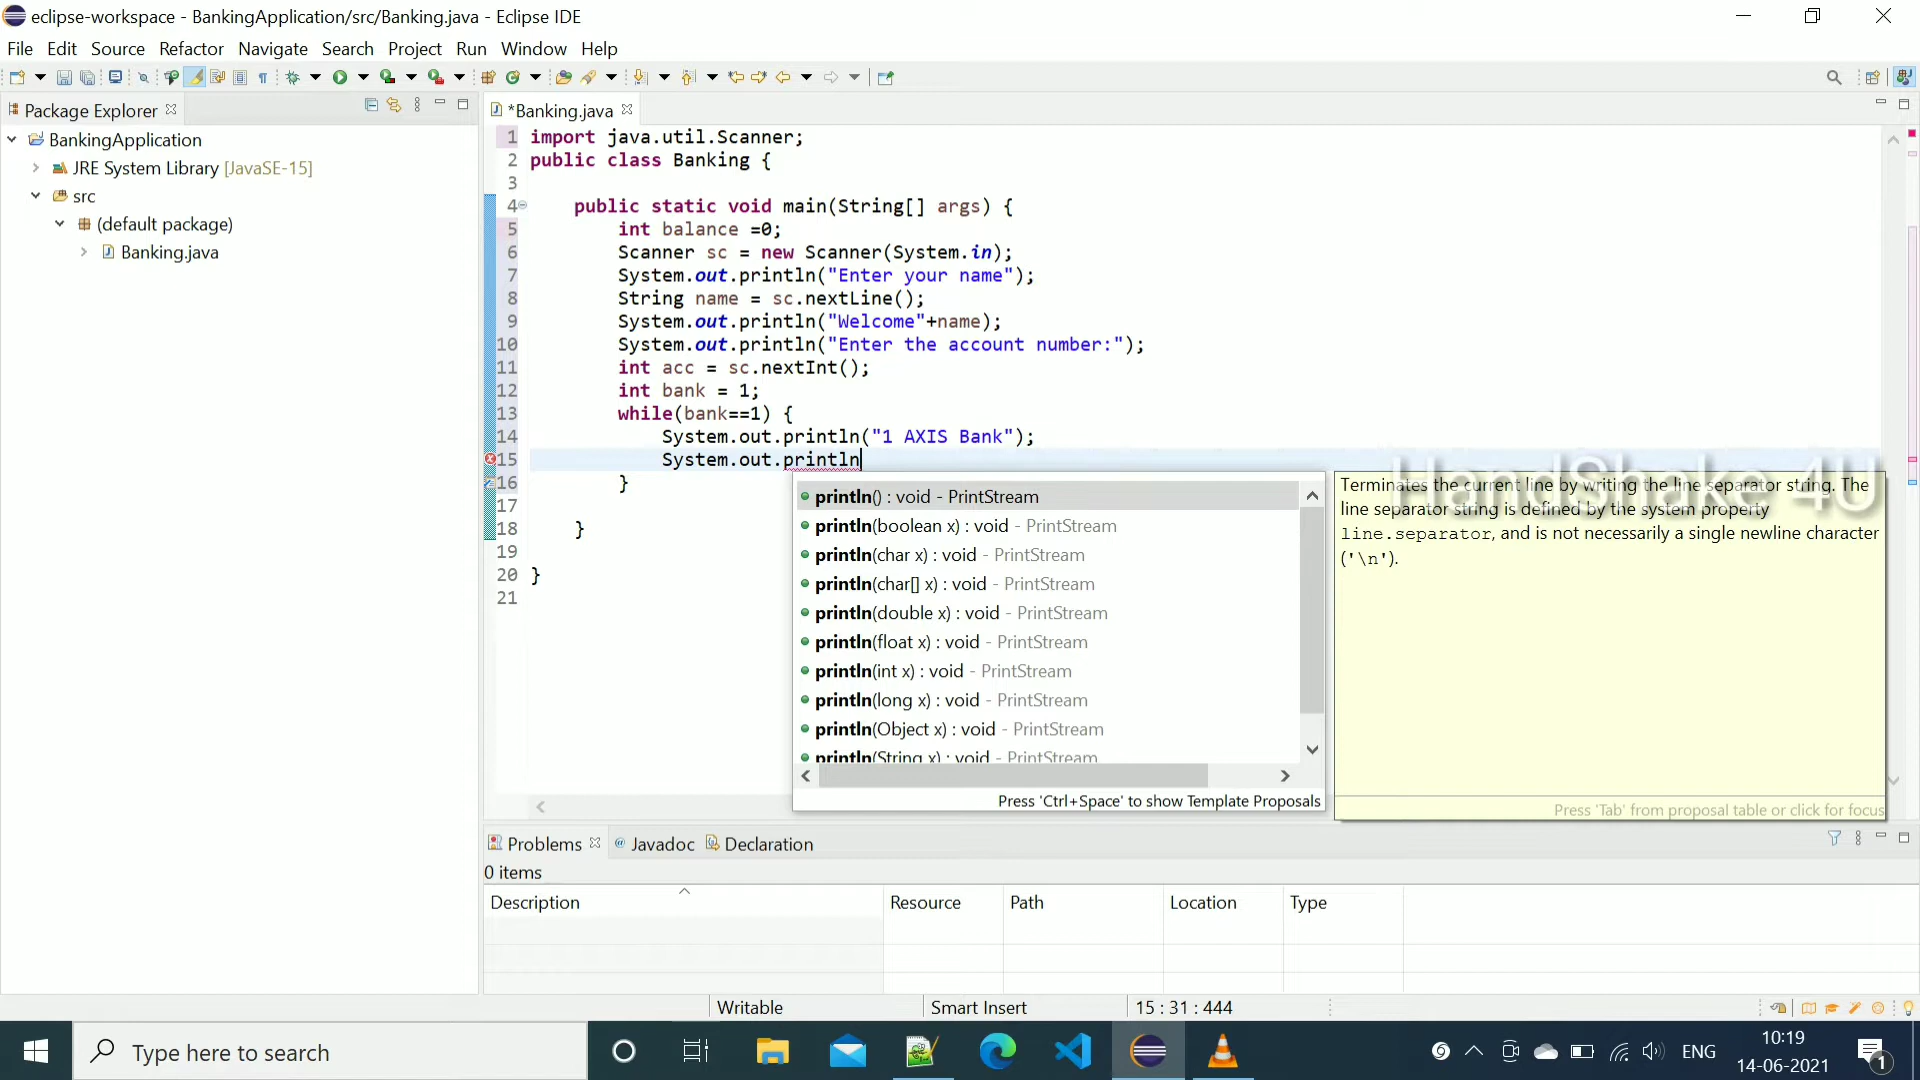 eclipse-workspace - BankingApplication/src/Banking.java - Eclipse IDE
File Edit Source Refactor Navigate Search Project Run Window Help
Package Explorer
*Banking.java
BankingApplication
JRE System Library [JavaSE-15]
src
(default package)
Banking.java
1 import java.util.Scanner;
2 public class Banking {
3
4 public static void main(String[] args) {
5 int balance =0;
6 Scanner sc = new Scanner(System.in);
7 System.out.println("Enter your name");
8 String name = sc.nextLine();
9 System.out.println("Welcome"+name);
10 System.out.println("Enter the account number:");
11 int acc = sc.nextInt();
12 int bank = 1;
13 while(bank==1) {
14 System.out.println("1 AXIS Bank");
15 System.out.println
16 }
17
18 }
19
20 }
21
println() : void - PrintStream
println(boolean x) : void - PrintStream
println(char x) : void - PrintStream
println(char[] x) : void - PrintStream
println(double x) : void - PrintStream
println(float x) : void - PrintStream
println(int x) : void - PrintStream
println(long x) : void - PrintStream
println(Object x) : void - PrintStream
println(String x) : void - PrintStream
Press 'Ctrl+Space' to show Template Proposals
HandShake 4U
Terminates the current line by writing the line separator string. The
line separator string is defined by the system property
line.separator, and is not necessarily a single newline character
('\n').
Press 'Tab' from proposal table or click for focus
Problems @ Javadoc Declaration
0 items
Description Resource Path Location Type
Writable Smart Insert 15 : 31 : 444
Type here to search
ENG
10:19
14-06-2021
1